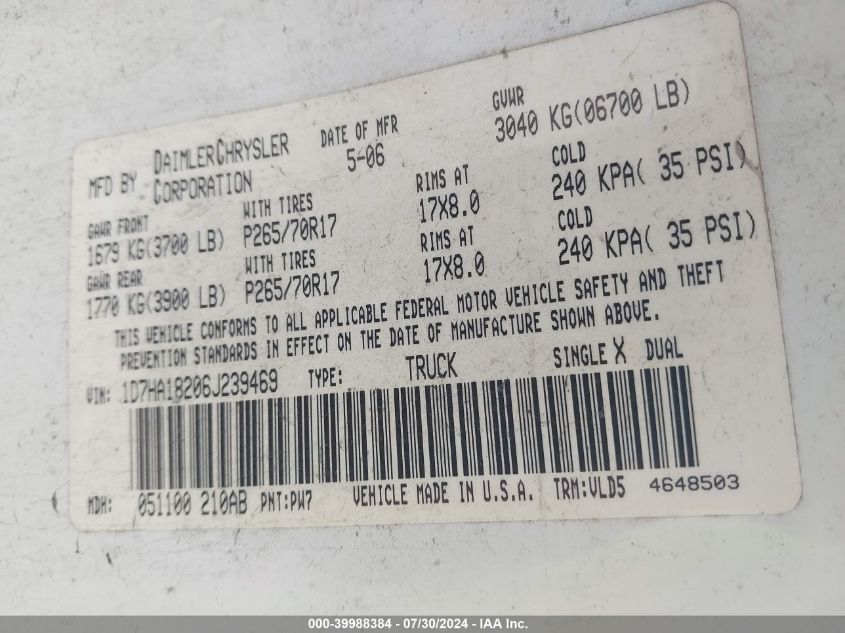 MFD BY DAIMLERCHRYSLER CORPORATION DATE OF MFR 5-06 GVWR 3040 KG(06700 LB)
GAWR FRONT WITH TIRES RIMS AT COLD
1679 KG(3700 LB) P265/70R17 17X8.0 240 KPA( 35 PSI)
GAWR REAR WITH TIRES RIMS AT COLD
1770 KG(3900 LB) P265/70R17 17X8.0 240 KPA( 35 PSI)
THIS VEHICLE CONFORMS TO ALL APPLICABLE FEDERAL MOTOR VEHICLE SAFETY AND THEFT
PREVENTION STANDARDS IN EFFECT ON THE DATE OF MANUFACTURE SHOWN ABOVE.
VIN: 1D7HA18206J239469 TYPE: TRUCK SINGLE X DUAL
MDH: 051100 210AB PNT:PW7 VEHICLE MADE IN U.S.A. TRM:VLD5 4648503
000-39988384 / 07/30/2024 - IAA Inc.